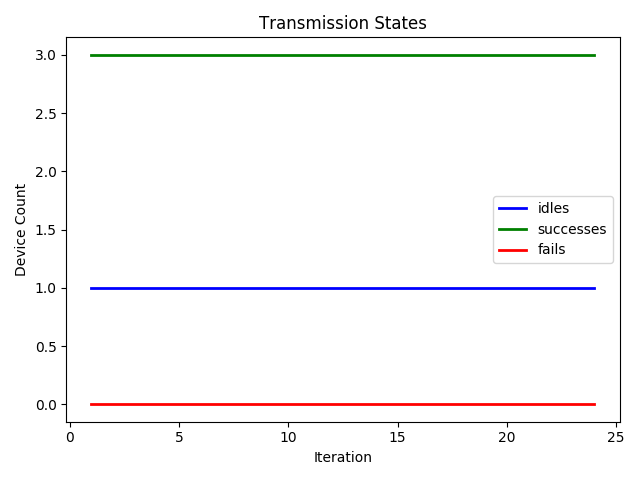 Transmission States
3.0
2.5
2.0
1.5
1.0
0.5
0.0
Device Count
idles
successes
fails
0 5 10 15 20 25
Iteration